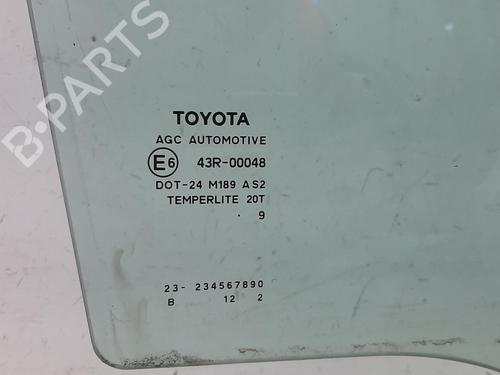 B-PARTS
TOYOTA
AGC AUTOMOTIVE
E6 43R-00048
DOT-24 M189 AS2
TEMPERLITE 20T
. 9
23- 234567890
B 12 2